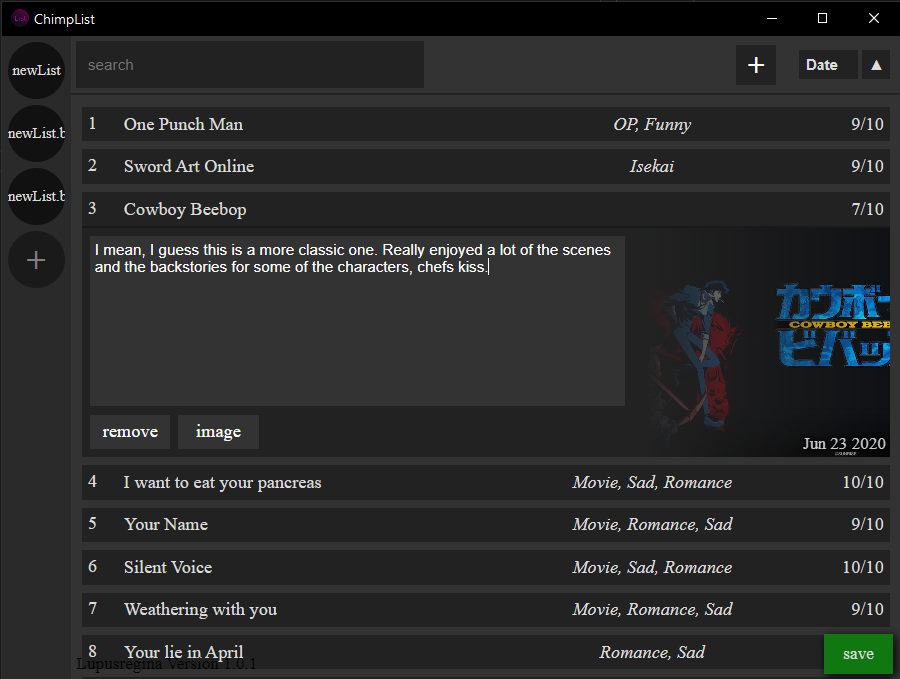 ChimpList
newList
search
+
Date ▲
newList.b
newList.b
+
1 One Punch Man OP, Funny 9/10
2 Sword Art Online Isekai 9/10
3 Cowboy Beebop 7/10
I mean, I guess this is a more classic one. Really enjoyed a lot of the scenes
and the backstories for some of the characters, chefs kiss.
カウボー
COWBOY BEE
ビバッ
remove image
Jun 23 2020
4 I want to eat your pancreas Movie, Sad, Romance 10/10
5 Your Name Movie, Romance, Sad 9/10
6 Silent Voice Movie, Sad, Romance 10/10
7 Weathering with you Movie, Romance, Sad 9/10
8 Your lie in April Romance, Sad
Lupusregina Version 1.0.1
save